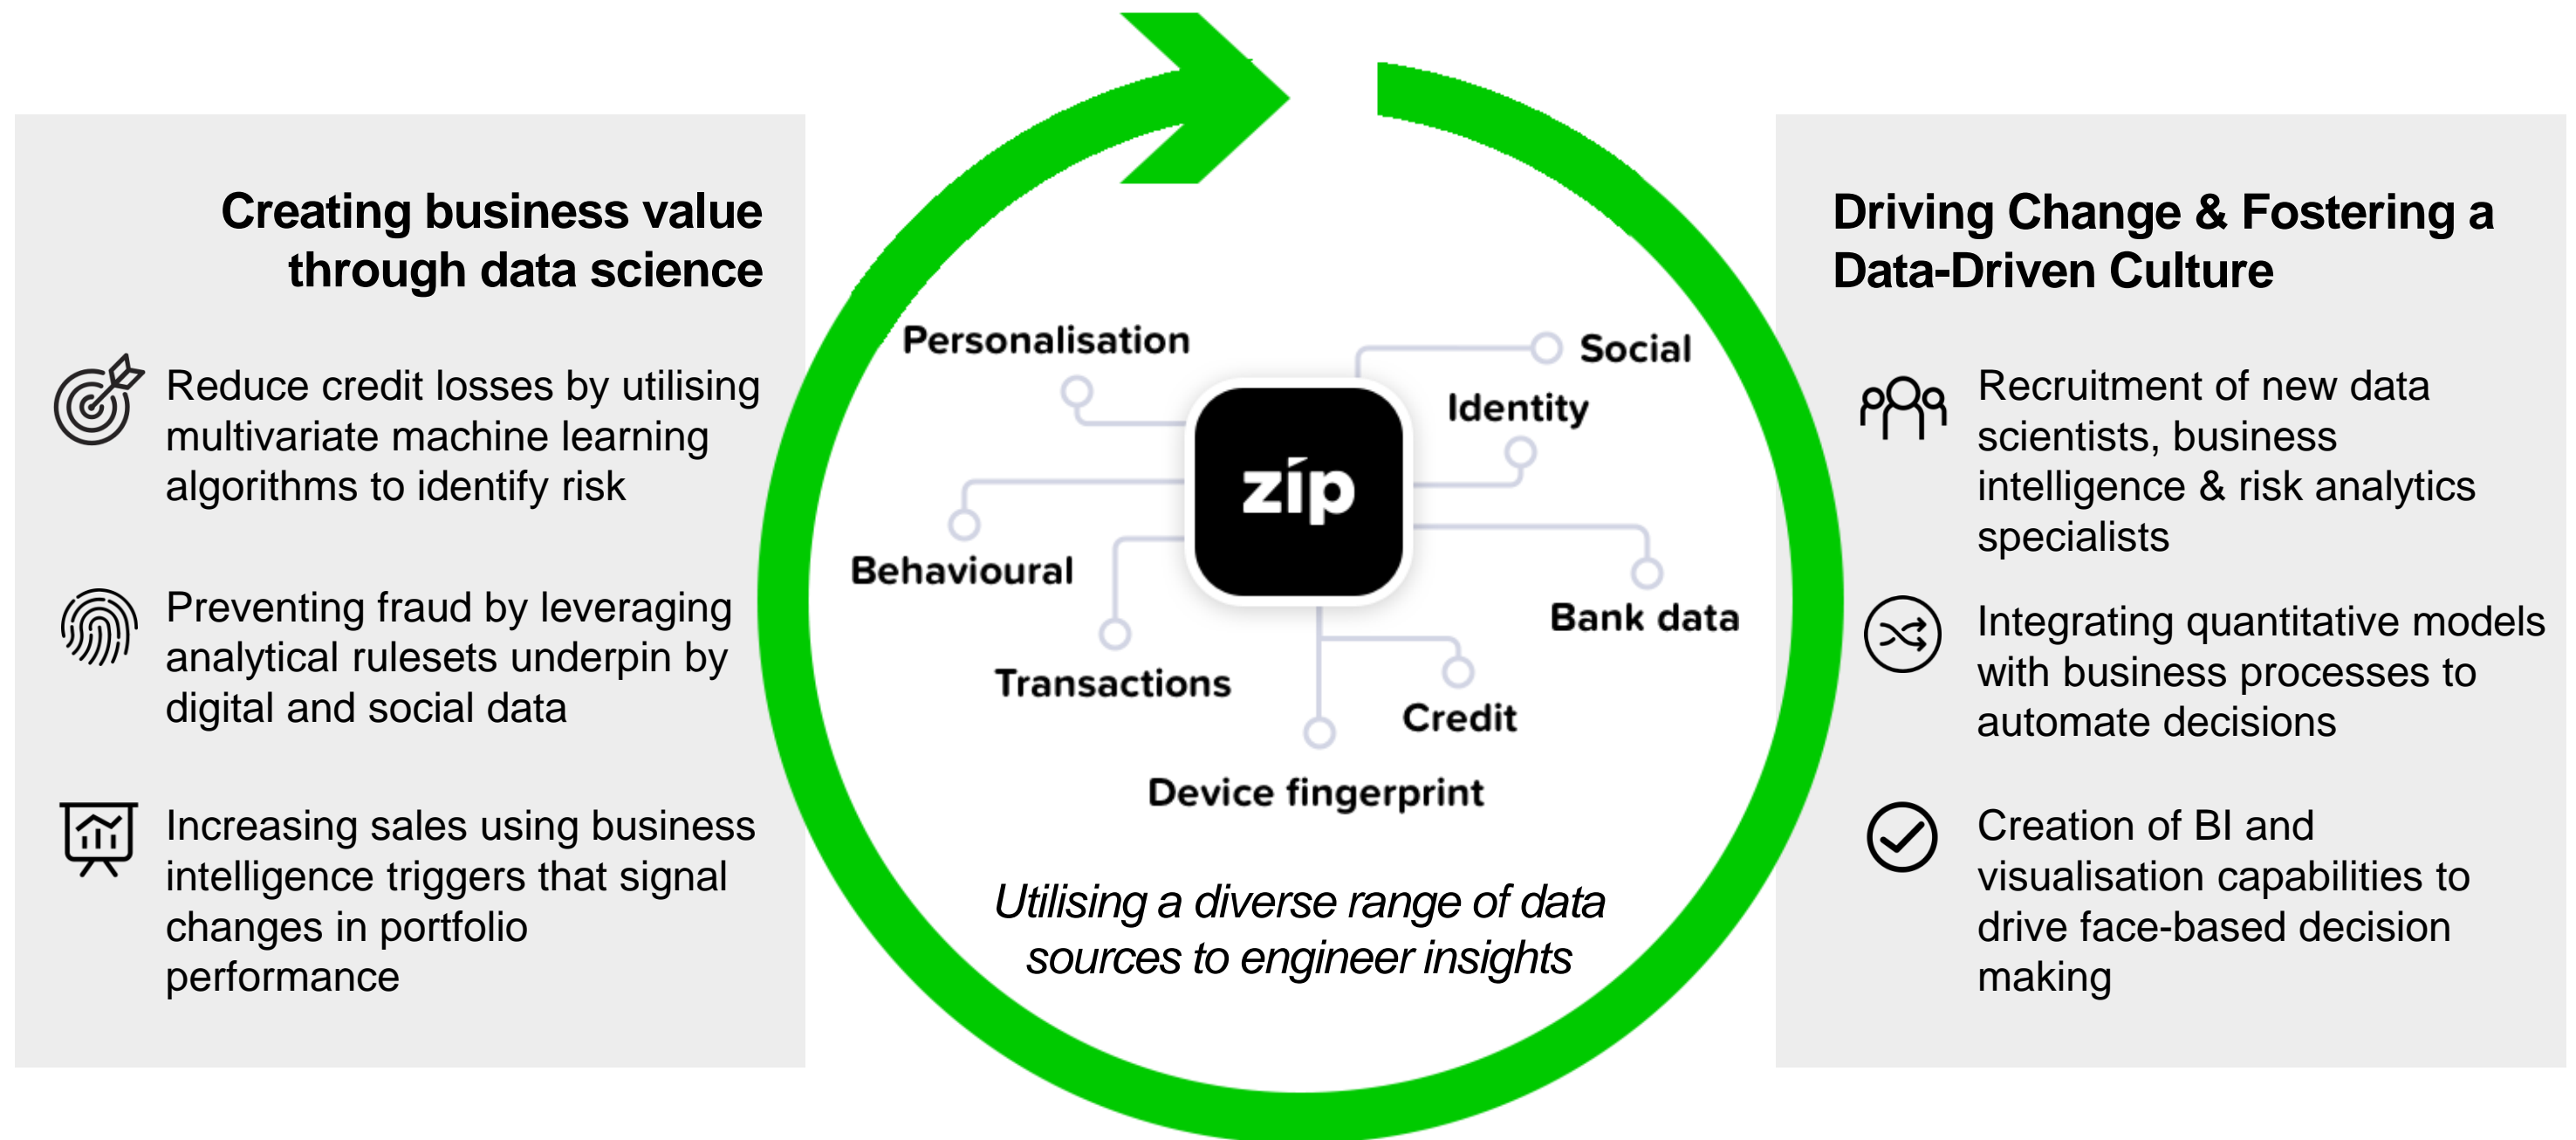 Creating business value
through data science
Reduce credit losses by utilising
multivariate machine learning
algorithms to identify risk
Preventing fraud by leveraging
analytical rulesets underpin by
digital and social data
Increasing sales using business
intelligence triggers that signal
changes in portfolio
performance
Personalisation
Social
Identity
zip
Behavioural
Bank data
Transactions
Credit
Device fingerprint
Utilising a diverse range of data
sources to engineer insights
Driving Change & Fostering a
Data-Driven Culture
Recruitment of new data
scientists, business
intelligence & risk analytics
specialists
Integrating quantitative models
with business processes to
automate decisions
Creation of BI and
visualisation capabilities to
drive face-based decision
making